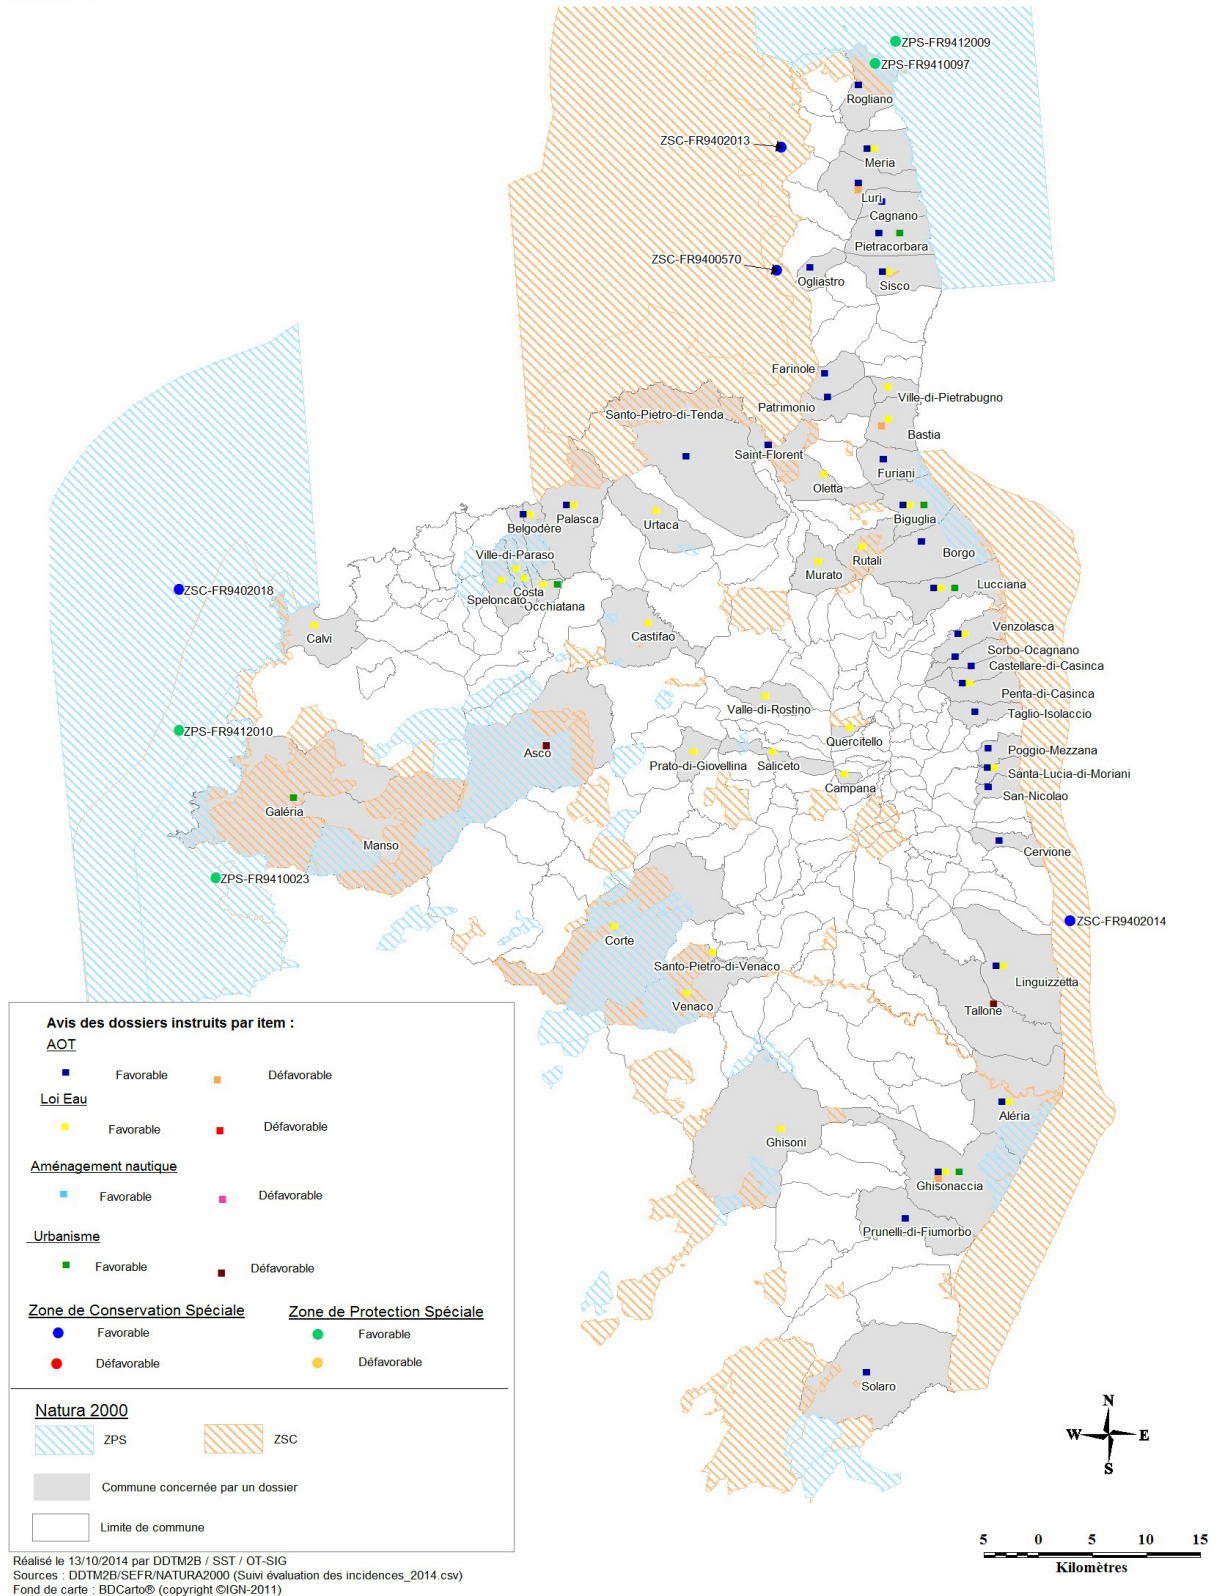 ZPS-FR9412009
ZPS-FR9410097
Rogliano
ZSC-FR9402013
Meria
Luri
Cagnano
Pietracorbara
ZSC-FR9400570
Ogliastro
Sisco
Farinole
Ville-di-Pietrabugno
Patrimonio
Santo-Pietro-di-Tenda
Bastia
Saint-Florent
Furiani
Oletta
Palasca
Urtaca
Biguglia
Belgodère
Borgo
Ville-di-Paraso
Rutali
Murato
Lucciana
ZSC-FR9402018
Costa
Speloncato
Occhiatana
Venzolasca
Calvi
Castifao
Sorbo-Ocagnano
Castellare-di-Casinca
Penta-di-Casinca
Valle-di-Rostino
Taglio-Isolaccio
ZPS-FR9412010
Quercitello
Asco
Poggio-Mezzana
Prato-di-Giovellina
Saliceto
Santa-Lucia-di-Moriani
Campana
San-Nicolao
Galéria
Manso
Cervione
ZPS-FR9410023
ZSC-FR9402014
Corte
Santo-Pietro-di-Venaco
Linguizzetta
Venaco
Tallone
Aléria
Ghisoni
Ghisonaccia
Prunelli-di-Fiumorbo
Solaro
Avis des dossiers instruits par item :
AOT
Favorable Défavorable
Loi Eau
Favorable Défavorable
Aménagement nautique
Favorable Défavorable
Urbanisme
Favorable Défavorable
Zone de Conservation Spéciale Zone de Protection Spéciale
Favorable Favorable
Défavorable Défavorable
Natura 2000
ZPS ZSC
Commune concernée par un dossier
Limite de commune
N
W E
S
5 0 5 10 15
Kilomètres
Réalisé le 13/10/2014 par DDTM2B / SST / OT-SIG
Sources : DDTM2B/SEFR/NATURA2000 (Suivi évaluation des incidences_2014.csv)
Fond de carte : BDCarto® (copyright ©IGN-2011)